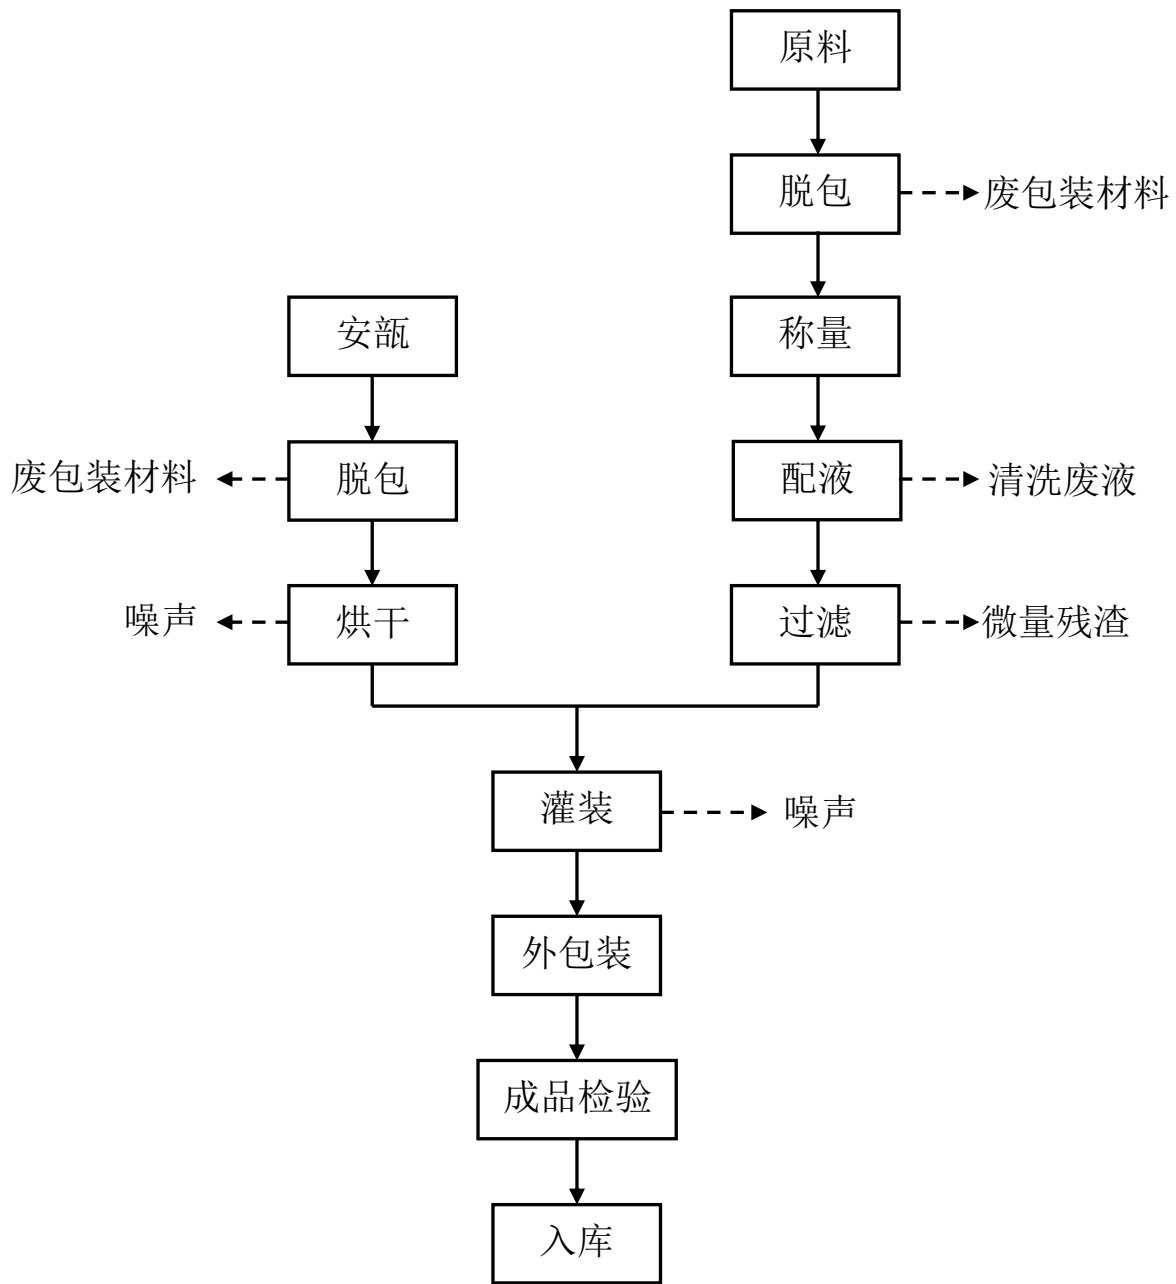 原料
脱包
废包装材料
安瓿
称量
废包装材料
脱包
配液
清洗废液
噪声
烘干
过滤
微量残渣
灌装
噪声
外包装
成品检验
入库